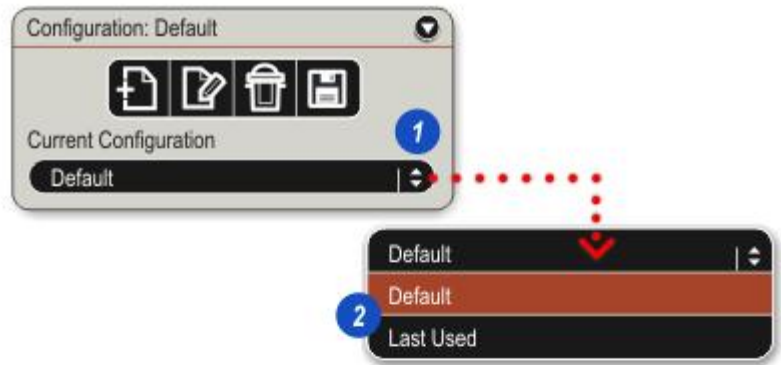 Configuration: Default
Current Configuration
1
Default
Default
Default
2
Last Used